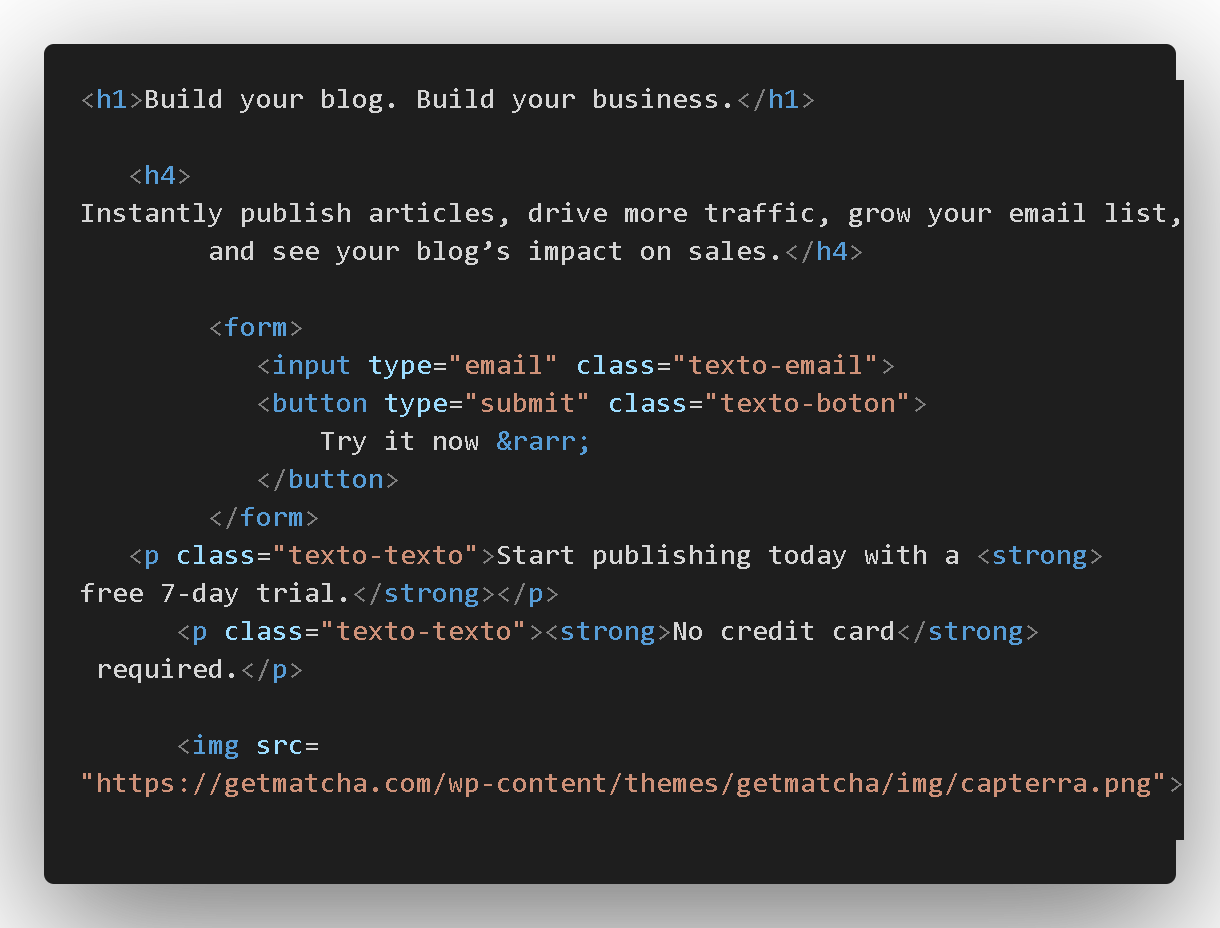 <h1>Build your blog. Build your business.</h1>
<h4>
Instantly publish articles, drive more traffic, grow your email list,
and see your blog’s impact on sales.</h4>
<form>
<input type="email" class="texto-email">
<button type="submit" class="texto-boton">
Try it now &rarr;
</button>
</form>
<p class="texto-texto">Start publishing today with a <strong>
free 7-day trial.</strong></p>
<p class="texto-texto"><strong>No credit card</strong>
required.</p>
<img src=
"https://getmatcha.com/wp-content/themes/getmatcha/img/capterra.png">